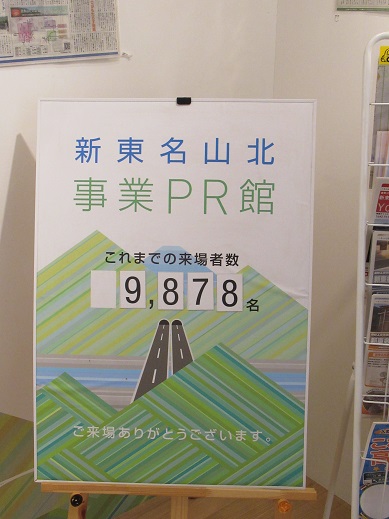 新東名山北
事業PR館
これまでの来場者数
9,878名
ご来場ありがとうございます。